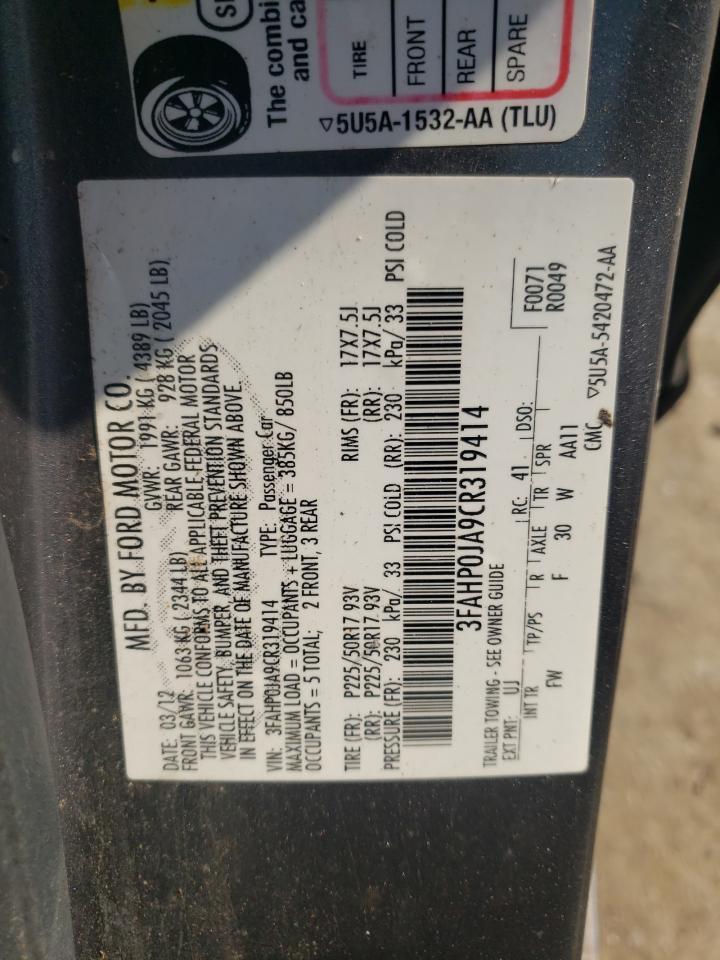 The combi
and ca
TIRE
FRONT
REAR
SPARE
▽5U5A-1532-AA (TLU)
MFD. BY FORD MOTOR CO.
DATE: 03/12 GVWR: 1991 KG ( 4389 LB)
FRONT GAWR: 1063 KG ( 2344 LB) REAR GAWR: 928 KG ( 2045 LB)
THIS VEHICLE CONFORMS TO ALL APPLICABLE FEDERAL MOTOR
VEHICLE SAFETY, BUMPER, AND THEFT PREVENTION STANDARDS
IN EFFECT ON THE DATE OF MANUFACTURE SHOWN ABOVE.
VIN: 3FAHP0JA9CR319414 TYPE: Passenger Car
MAXIMUM LOAD = OCCUPANTS + LUGGAGE = 385KG/ 850LB
OCCUPANTS = 5 TOTAL; 2 FRONT, 3 REAR
TIRE (FR): P225/50R17 93V RIMS (FR): 17X7.5J
(RR): P225/50R17 93V (RR): 17X7.5J
PRESSURE (FR): 230 kPa/ 33 PSI COLD (RR): 230 kPa/ 33 PSI COLD
3FAHP0JA9CR319414
TRAILER TOWING - SEE OWNER GUIDE
EXT PNT: UJ RC: 41 DSO: F0071
R0049
INT TR TP/PS R AXLE TR SPR
FW F 30 W AA11
CMC ▽5U5A-5420472-AA